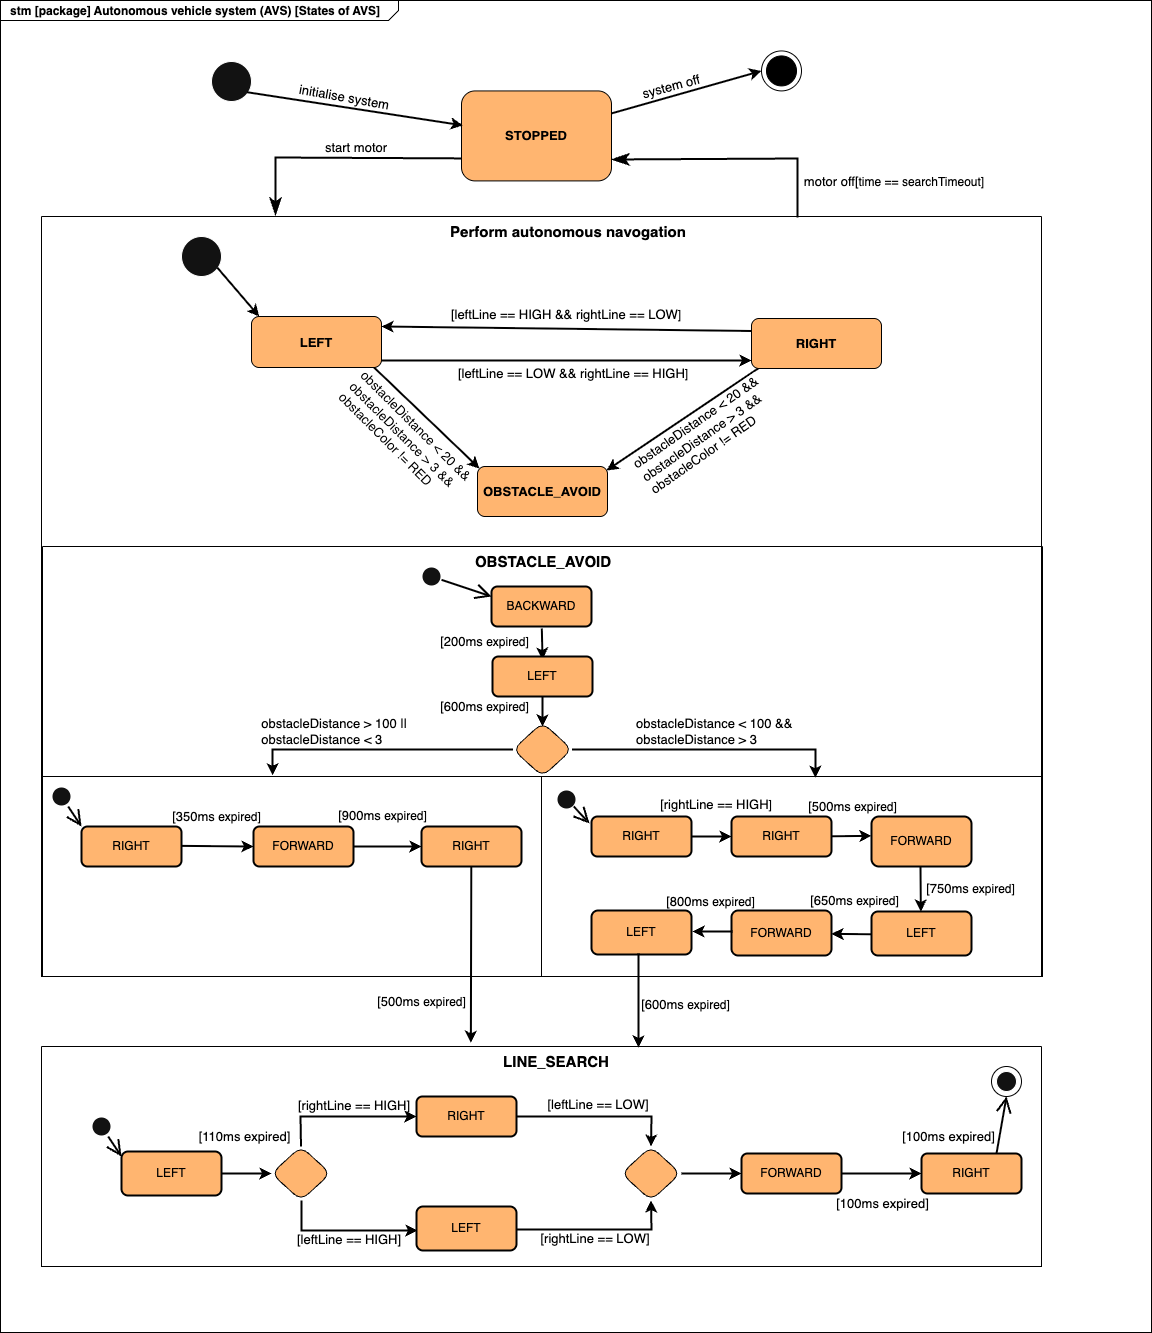 stm [package] Autonomous vehicle system (AVS) [States of AVS]
initialise system
system off
STOPPED
start motor
motor off[time == searchTimeout]
Perform autonomous navogation
[leftLine == HIGH && rightLine == LOW]
LEFT
RIGHT
[leftLine == LOW && rightLine == HIGH]
obstacleDistance < 20 &&
obstacleDistance > 3 &&
obstacleColor != RED
obstacleDistance < 20 &&
obstacleDistance > 3 &&
obstacleColor != RED
OBSTACLE_AVOID
OBSTACLE_AVOID
BACKWARD
[200ms expired]
LEFT
[600ms expired]
obstacleDistance > 100 ||
obstacleDistance < 3
obstacleDistance < 100 &&
obstacleDistance > 3
[350ms expired]
[900ms expired]
RIGHT
FORWARD
RIGHT
[rightLine == HIGH]
[500ms expired]
RIGHT
RIGHT
FORWARD
[750ms expired]
[800ms expired]
[650ms expired]
LEFT
FORWARD
LEFT
[500ms expired]
[600ms expired]
LINE_SEARCH
[rightLine == HIGH]
RIGHT
[leftLine == LOW]
[110ms expired]
[100ms expired]
LEFT
FORWARD
RIGHT
[100ms expired]
[leftLine == HIGH]
LEFT
[rightLine == LOW]